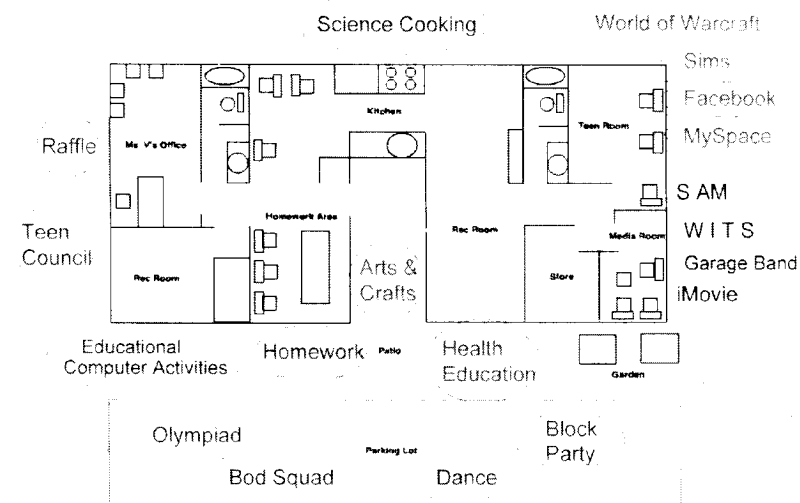 Science Cooking
World of Warcraft
Sims
Facebook
MySpace
Kitchen
Teen Room
Raffle
Ms V's Office
S AM
Homework Area
Rec Room
Media Room
W I T S
Teen
Council
Rec Room
Arts &
Crafts
Store
Garage Band
iMovie
Educational
Computer Activities
Homework
Patio
Health
Education
Garden
Olympiad
Block
Party
Parking Lot
Bod Squad
Dance